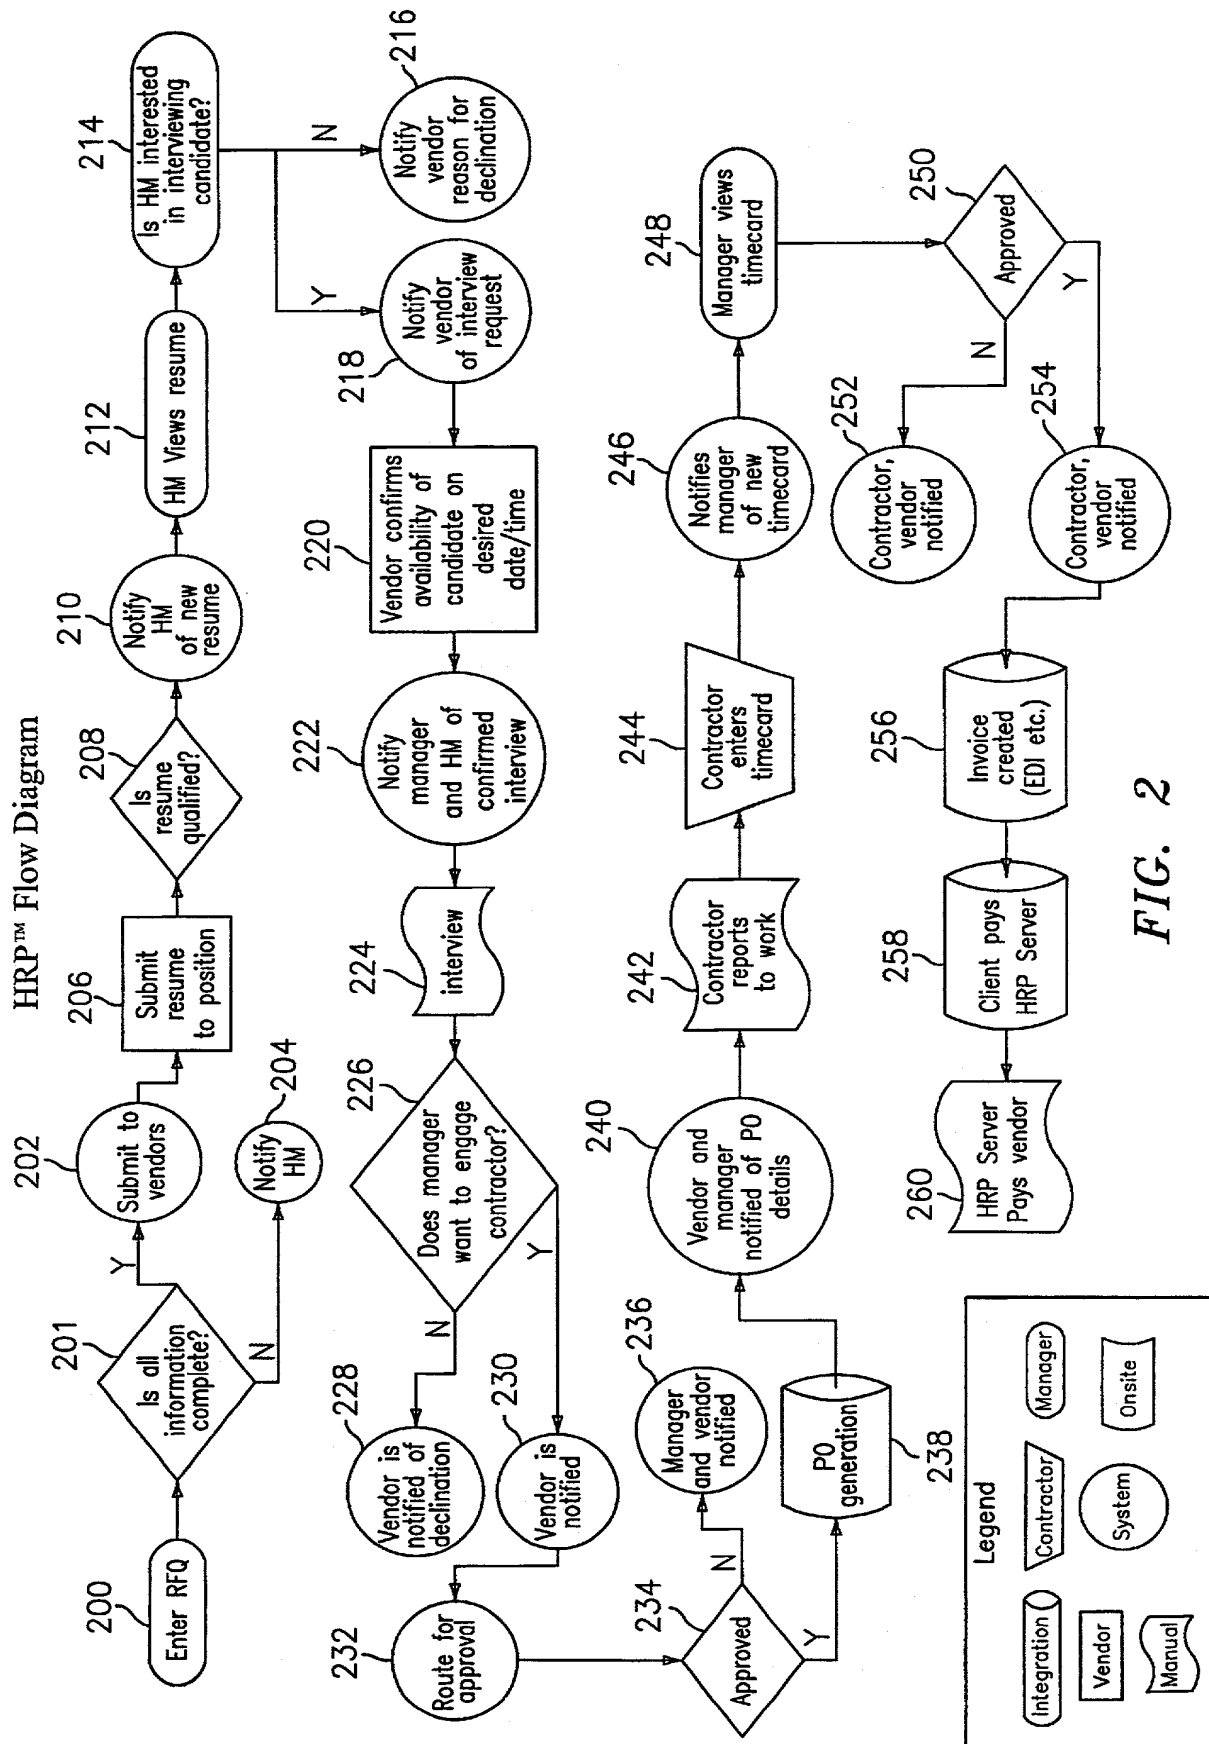 HRP™ Flow Diagram
200
Enter RFQ
201
Is all
information
complete?
Y
N
202
Submit to
vendors
204
Notify
HM
206
Submit
resume
to position
208
Is
resume
qualified?
210
Notify
HM
of new
resume
212
HM Views resume
214
Is HM interested
in interviewing
candidate?
N
Y
216
Notify
vendor
reason for
declination
218
Notify
vendor
of interview
request
220
Vendor confirms
availability of
candidate on
desired
date/time
222
Notify
manager
and HM of
confirmed
interview
224
interview
226
Does manager
want to engage
contractor?
N
Y
228
Vendor is
notified of
declination
230
Vendor is
notified
232
Route for
approval
234
Approved
N
Y
236
Manager
and vendor
notified
238
PO
generation
240
Vendor and
manager
notified of PO
details
242
Contractor
reports
to work
244
Contractor
enters
timecard
246
Notifies
manager
of new
timecard
248
Manager views
timecard
250
Approved
N
Y
252
Contractor,
vendor
notified
254
Contractor,
vendor
notified
256
Invoice
created
(EDI etc.)
258
Client pays
HRP Server
260
HRP Server
Pays vendor
Legend
Integration
Contractor
Manager
Vendor
System
Onsite
Manual
FIG. 2